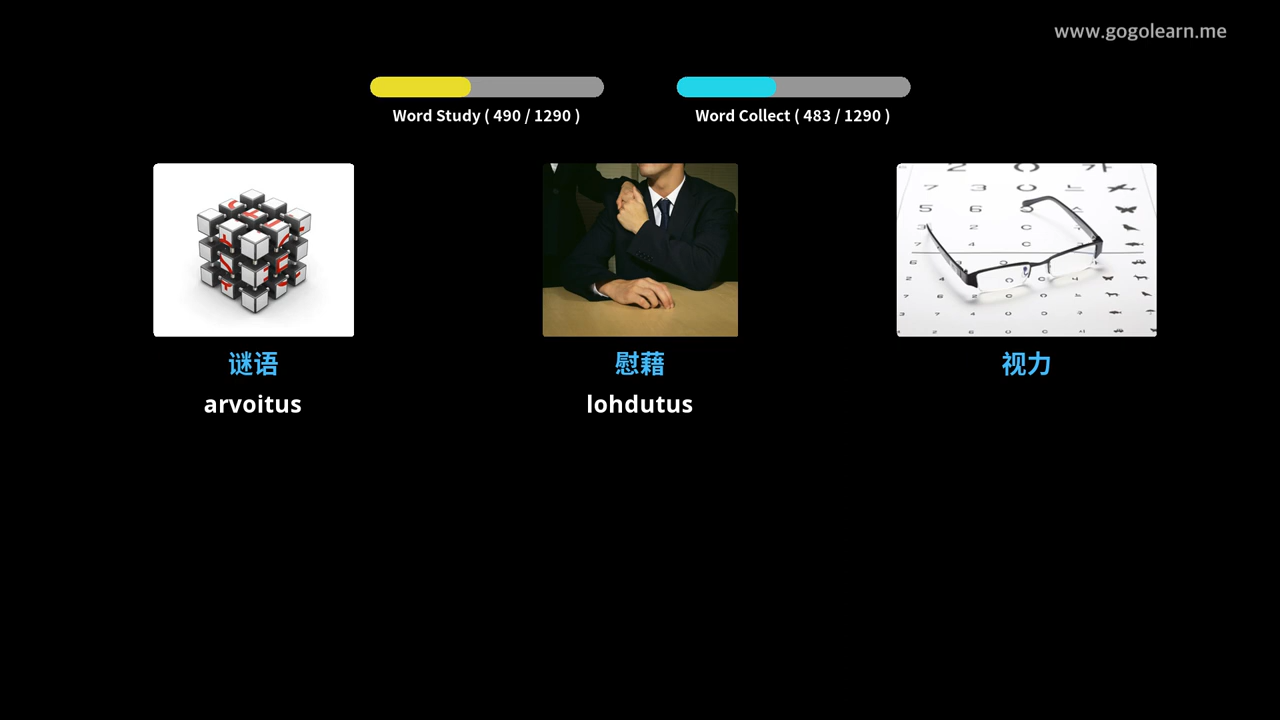 www.gogolearn.me
Word Study ( 490 / 1290 )
Word Collect ( 483 / 1290 )
谜语
慰藉
视力
arvoitus
lohdutus